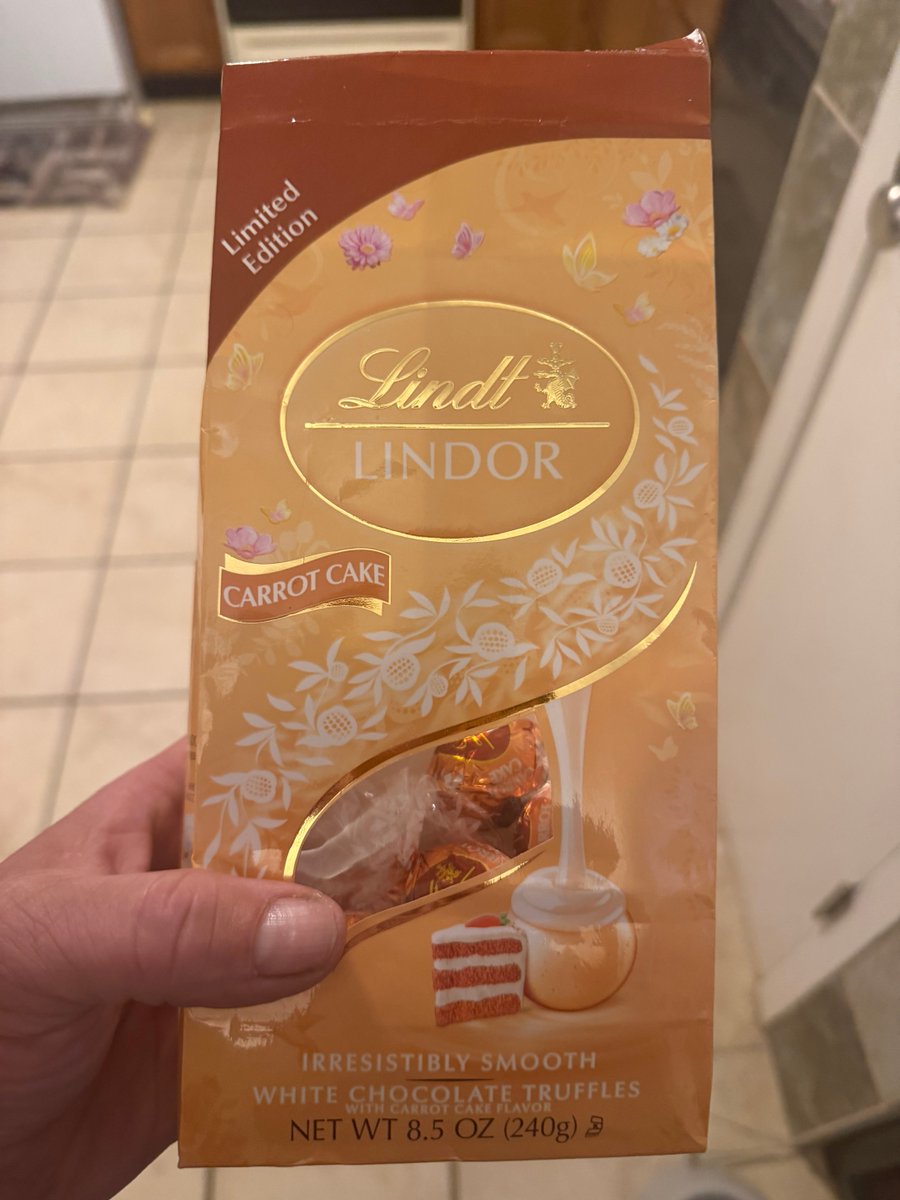 Limited
Edition
Lindt
LINDOR
CARROT CAKE
IRRESISTIBLY SMOOTH
WHITE CHOCOLATE TRUFFLES
WITH CARROT CAKE FLAVOR
NET WT 8.5 OZ (240g)